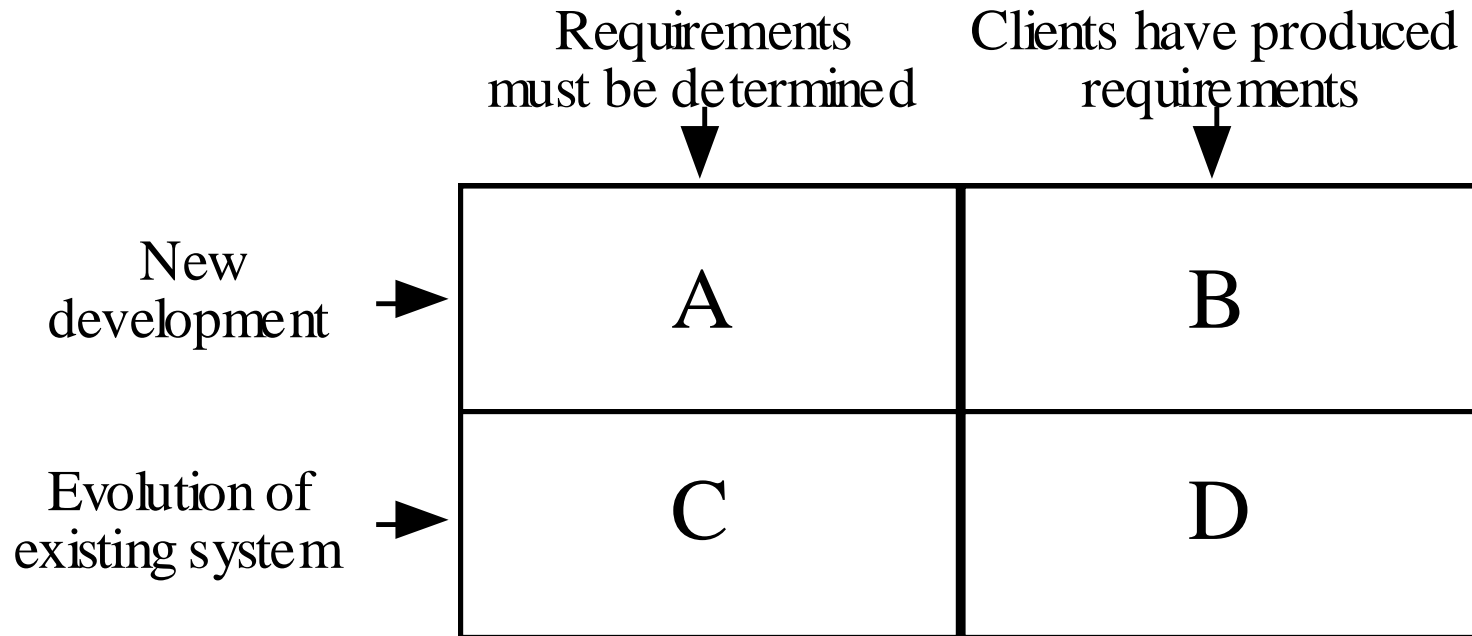 Requirements
must be determined
Clients have produced
requirements
New
development
A
B
Evolution of
existing system
C
D